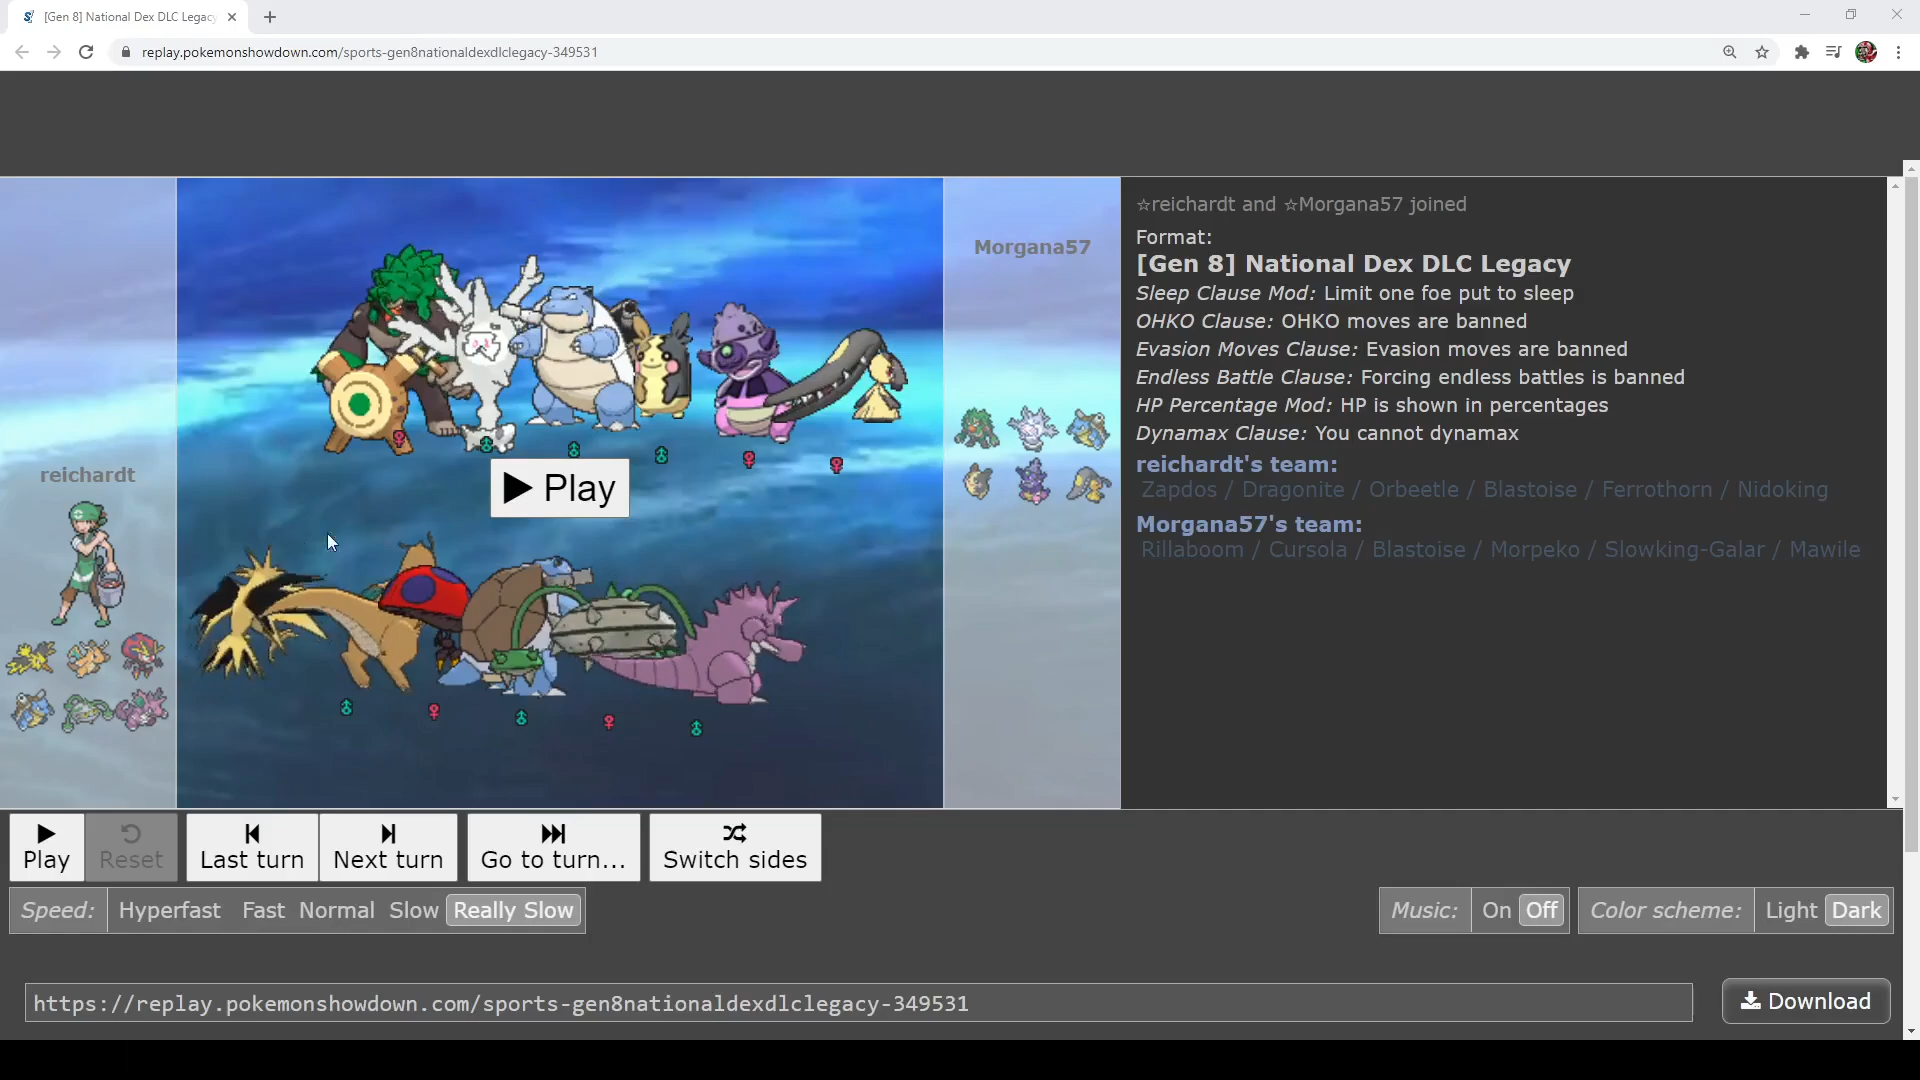 [Gen 8] National Dex DLC Legacy
replay.pokemonshowdown.com/sports-gen8nationaldexdlclegacy-349531
reichardt
Morgana57
Play
☆reichardt and ☆Morgana57 joined
Format:
[Gen 8] National Dex DLC Legacy
Sleep Clause Mod: Limit one foe put to sleep
OHKO Clause: OHKO moves are banned
Evasion Moves Clause: Evasion moves are banned
Endless Battle Clause: Forcing endless battles is banned
HP Percentage Mod: HP is shown in percentages
Dynamax Clause: You cannot dynamax
reichardt's team:
Zapdos / Dragonite / Orbeetle / Blastoise / Ferrothorn / Nidoking
Morgana57's team:
Rillaboom / Cursola / Blastoise / Morpeko / Slowking-Galar / Mawile
Play Reset Last turn Next turn Go to turn... Switch sides
Speed: Hyperfast Fast Normal Slow Really Slow
Music: On Off Color scheme: Light Dark
https://replay.pokemonshowdown.com/sports-gen8nationaldexdlclegacy-349531
Download